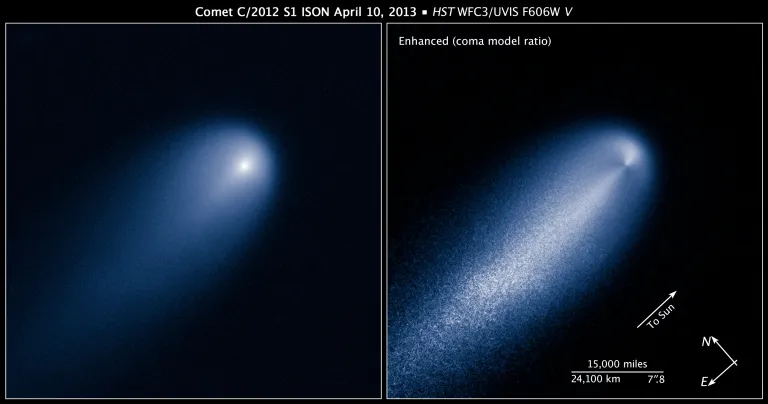 Comet C/2012 S1 ISON April 10, 2013 ▪ HST WFC3/UVIS F606W V
Enhanced (coma model ratio)
To Sun
N
15,000 miles
24,100 km 7".8
E